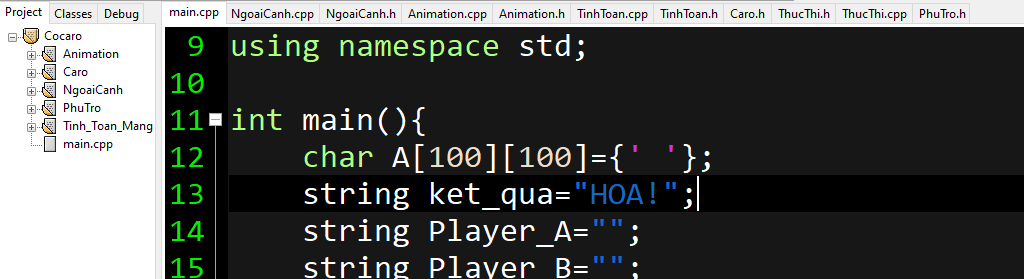 Project Classes Debug
main.cpp NgoaiCanh.cpp NgoaiCanh.h Animation.cpp Animation.h TinhToan.cpp TinhToan.h Caro.h ThucThi.h ThucThi.cpp PhuTro.h
Cocaro
Animation
Caro
NgoaiCanh
PhuTro
Tinh_Toan_Mang
main.cpp
9 using namespace std;
10
11 int main(){
12 char A[100][100]={' '};
13 string ket_qua="HOA!";
14 string Player_A="";
15 string Player_B="";